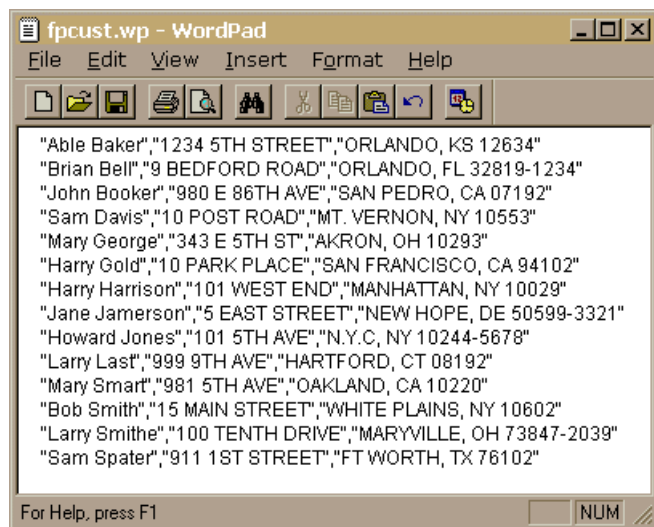 fpcust.wp - WordPad
File Edit View Insert Format Help
"Able Baker","1234 5TH STREET","ORLANDO, KS 12634"
"Brian Bell","9 BEDFORD ROAD","ORLANDO, FL 32819-1234"
"John Booker","980 E 86TH AVE","SAN PEDRO, CA 07192"
"Sam Davis","10 POST ROAD","MT. VERNON, NY 10553"
"Mary George","343 E 5TH ST","AKRON, OH 10293"
"Harry Gold","10 PARK PLACE","SAN FRANCISCO, CA 94102"
"Harry Harrison","101 WEST END","MANHATTAN, NY 10029"
"Jane Jamerson","5 EAST STREET","NEW HOPE, DE 50599-3321"
"Howard Jones","101 5TH AVE","N.Y.C, NY 10244-5678"
"Larry Last","999 9TH AVE","HARTFORD, CT 08192"
"Mary Smart","981 5TH AVE","OAKLAND, CA 10220"
"Bob Smith","15 MAIN STREET","WHITE PLAINS, NY 10602"
"Larry Smithe","100 TENTH DRIVE","MARYVILLE, OH 73847-2039"
"Sam Spater","911 1ST STREET","FT WORTH, TX 76102"
For Help, press F1 NUM